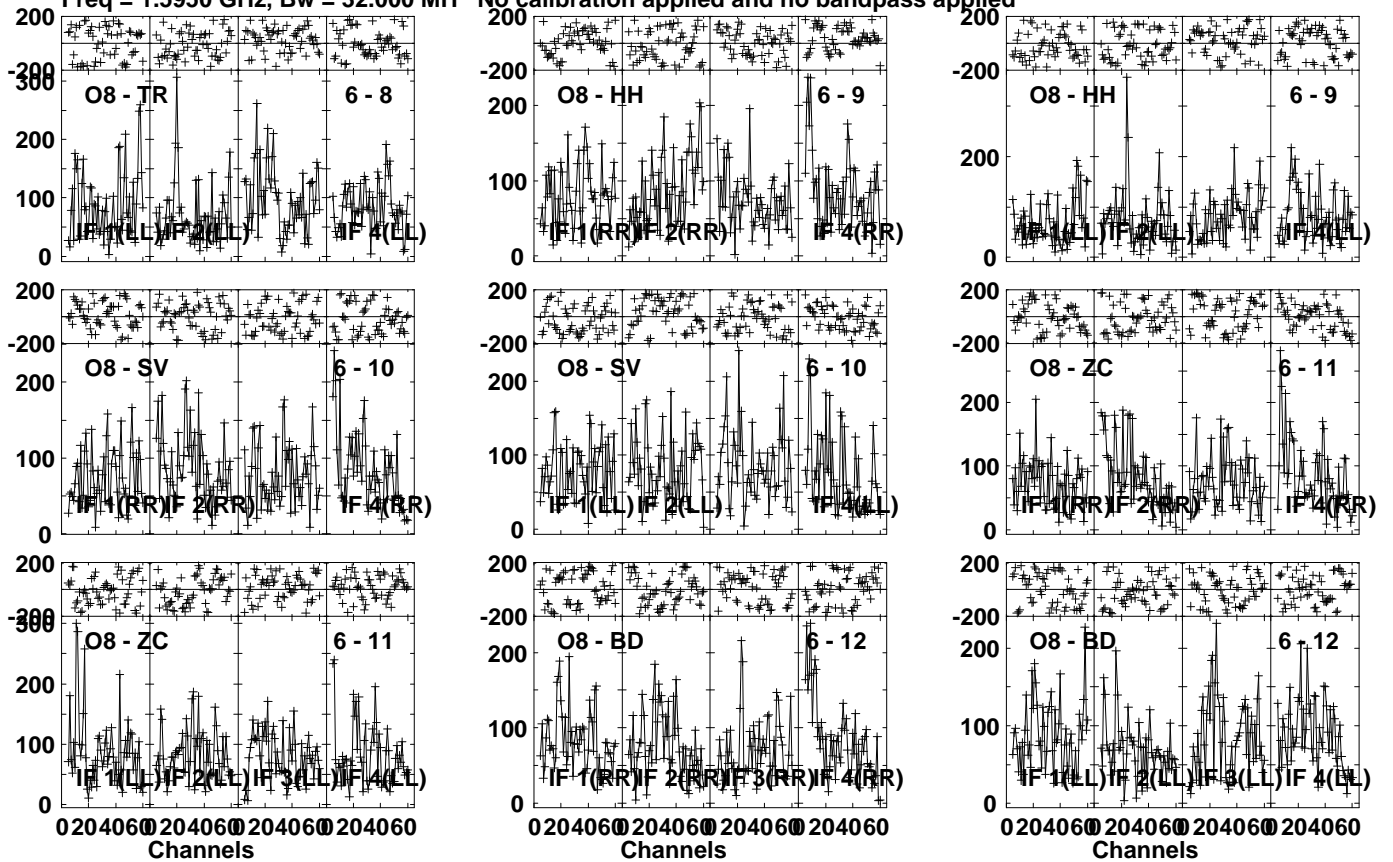 Freq = 1.5950 GHz, Bw = 32.000 MH No calibration applied and no bandpass applied
200
-200
300
200
100
0
O8 - TR 6 - 8
IF 1(LL) IF 2(LL) IF 4(LL)
200
-200
200
100
0
O8 - HH 6 - 9
IF 1(RR) IF 2(RR) IF 4(RR)
200
-200
200
0
O8 - HH 6 - 9
IF 1(LL) IF 2(LL) IF 4(LL)
200
-200
200
100
0
O8 - SV 6 - 10
IF 1(RR) IF 2(RR) IF 4(RR)
200
-200
200
100
0
O8 - SV 6 - 10
IF 1(LL) IF 2(LL) IF 4(LL)
200
-200
200
100
0
O8 - ZC 6 - 11
IF 1(RR) IF 2(RR) IF 4(RR)
200
-200
300
200
100
0
O8 - ZC 6 - 11
IF 1(LL) IF 2(LL) IF 3(LL) IF 4(LL)
0 20 40 60 0 20 40 60 0 20 40 60 0 20 40 60
Channels
200
-200
200
100
0
O8 - BD 6 - 12
IF 1(RR) IF 2(RR) IF 3(RR) IF 4(RR)
0 20 40 60 0 20 40 60 0 20 40 60 0 20 40 60
Channels
200
-200
200
100
0
O8 - BD 6 - 12
IF 1(LL) IF 2(LL) IF 3(LL) IF 4(LL)
0 20 40 60 0 20 40 60 0 20 40 60 0 20 40 60
Channels